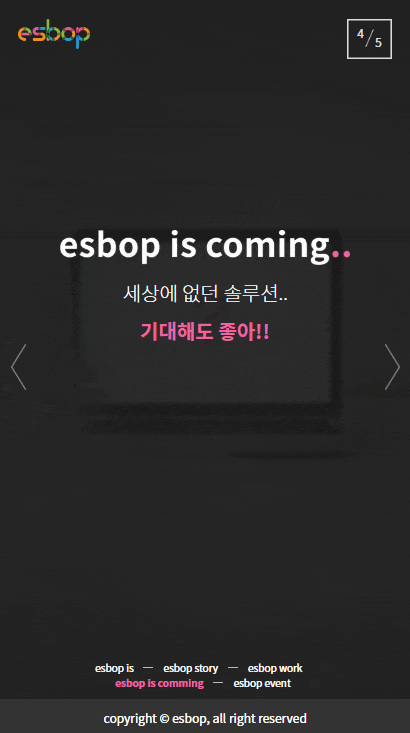 esbop
4/5
esbop is coming..
세상에 없던 솔루션..
기대해도 좋아!!
esbop is — esbop story — esbop work
esbop is comming — esbop event
copyright © esbop, all right reserved